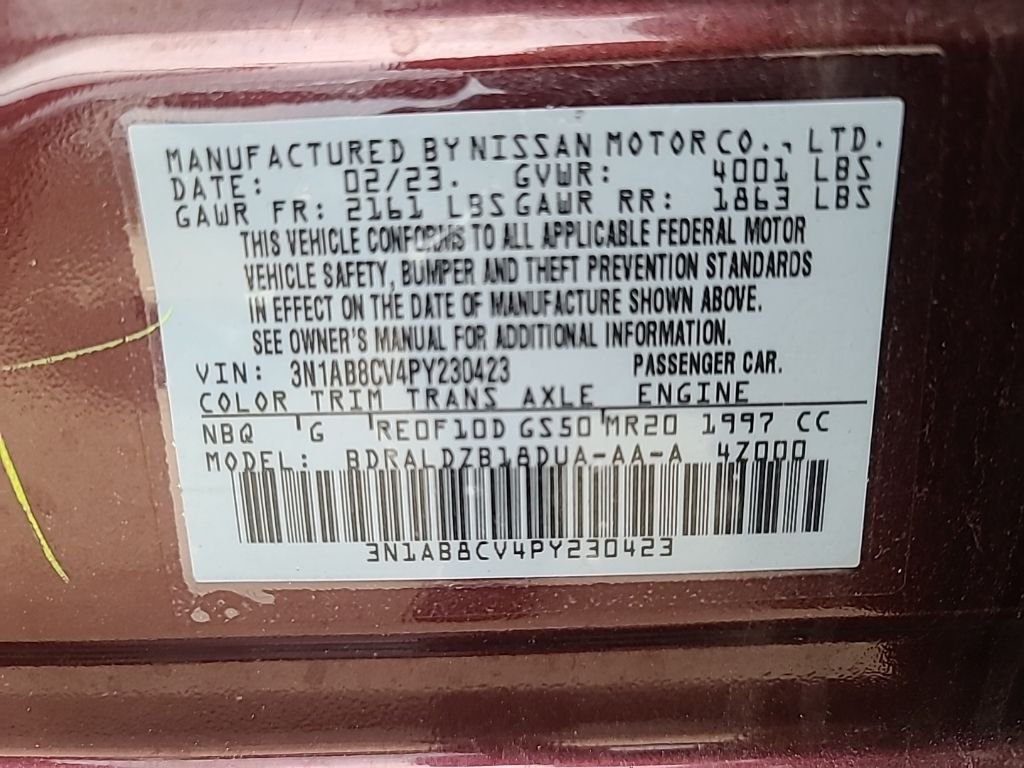 MANUFACTURED BY NISSAN MOTOR CO., LTD.
DATE: 02/23. GVWR: 4001 LBS
GAWR FR: 2161 LBS GAWR RR: 1863 LBS
THIS VEHICLE CONFORMS TO ALL APPLICABLE FEDERAL MOTOR
VEHICLE SAFETY, BUMPER AND THEFT PREVENTION STANDARDS
IN EFFECT ON THE DATE OF MANUFACTURE SHOWN ABOVE.
SEE OWNER'S MANUAL FOR ADDITIONAL INFORMATION.
VIN: 3N1AB8CV4PY230423 PASSENGER CAR.
COLOR TRIM TRANS AXLE ENGINE
NBQ G RE0F10D GS50 MR20 1997 CC
MODEL: BDRALDZB18DUA-AA-A 4Z000
3N1AB8CV4PY230423